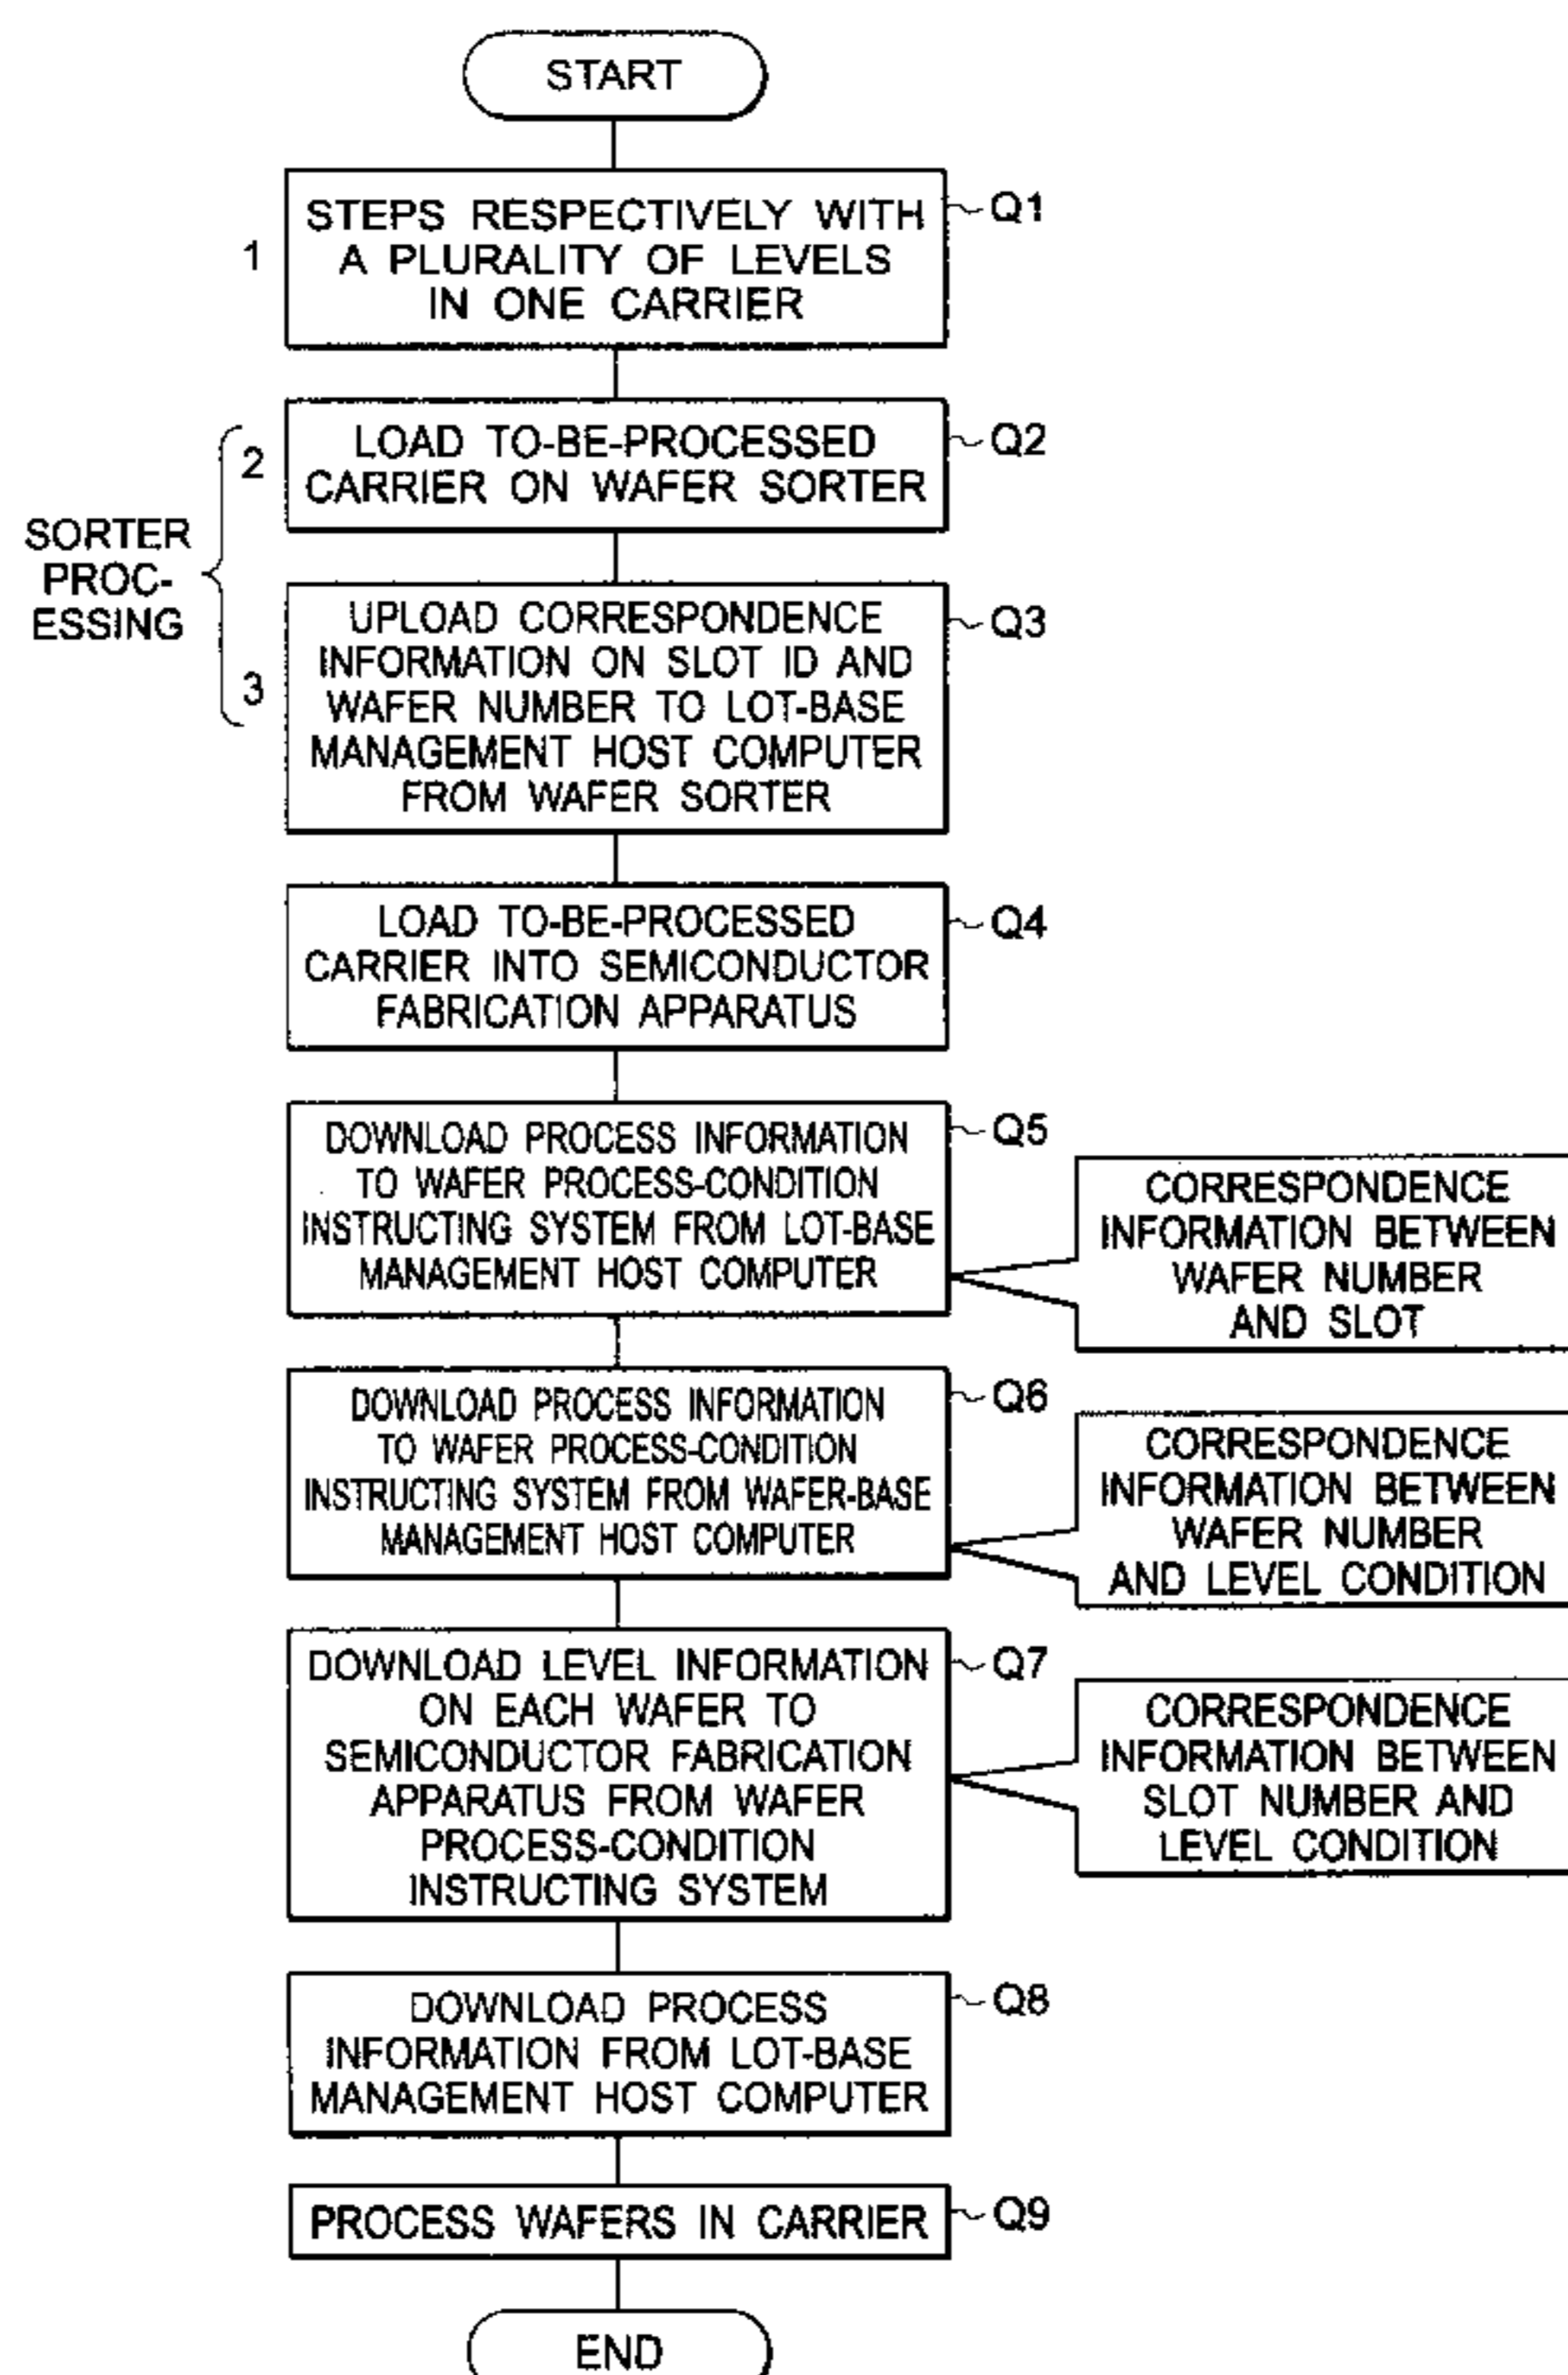 START
STEPS RESPECTIVELY WITH
A PLURALITY OF LEVELS
IN ONE CARRIER
Q1
1
LOAD TO-BE-PROCESSED
CARRIER ON WAFER SORTER
Q2
2
SORTER
PROC-
ESSING
UPLOAD CORRESPONDENCE
INFORMATION ON SLOT ID AND
WAFER NUMBER TO LOT-BASE
MANAGEMENT HOST COMPUTER
FROM WAFER SORTER
Q3
3
LOAD TO-BE-PROCESSED
CARRIER INTO SEMICONDUCTOR
FABRICATION APPARATUS
Q4
DOWNLOAD PROCESS INFORMATION
TO WAFER PROCESS-CONDITION
INSTRUCTING SYSTEM FROM LOT-BASE
MANAGEMENT HOST COMPUTER
Q5
CORRESPONDENCE
INFORMATION BETWEEN
WAFER NUMBER
AND SLOT
DOWNLOAD PROCESS INFORMATION
TO WAFER PROCESS-CONDITION
INSTRUCTING SYSTEM FROM WAFER-BASE
MANAGEMENT HOST COMPUTER
Q6
CORRESPONDENCE
INFORMATION BETWEEN
WAFER NUMBER
AND LEVEL CONDITION
DOWNLOAD LEVEL INFORMATION
ON EACH WAFER TO
SEMICONDUCTOR FABRICATION
APPARATUS FROM WAFER
PROCESS-CONDITION
INSTRUCTING SYSTEM
Q7
CORRESPONDENCE
INFORMATION BETWEEN
SLOT NUMBER AND
LEVEL CONDITION
DOWNLOAD PROCESS
INFORMATION FROM LOT-BASE
MANAGEMENT HOST COMPUTER
Q8
PROCESS WAFERS IN CARRIER
Q9
END